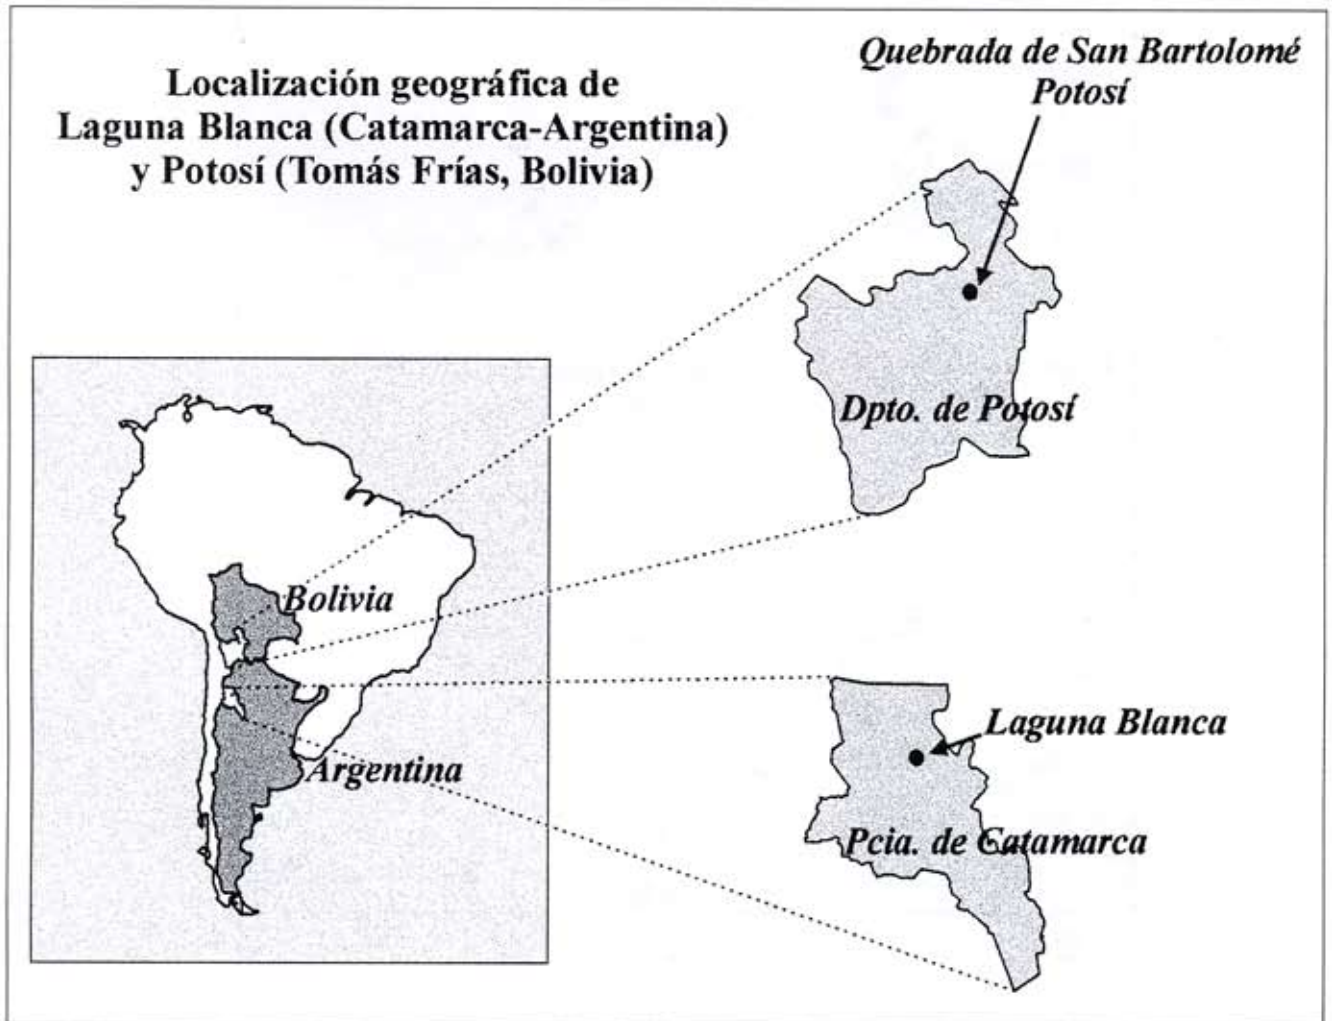 Localización geográfica de
Laguna Blanca (Catamarca-Argentina)
y Potosí (Tomás Frías, Bolivia)
Quebrada de San Bartolomé
Potosí
Dpto. de Potosí
Bolivia
Argentina
Laguna Blanca
Pcia. de Catamarca